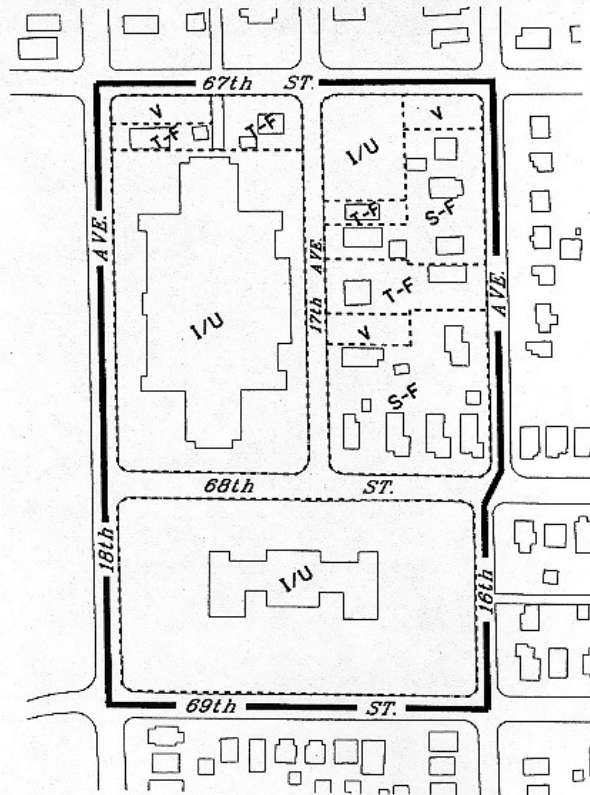 67th ST.
V
V
T-F
T-F
I/U
T-F
S-F
AVE.
17th AVE.
T-F
AVE.
I/U
V
S-F
68th ST.
18th
I/U
16th
69th ST.